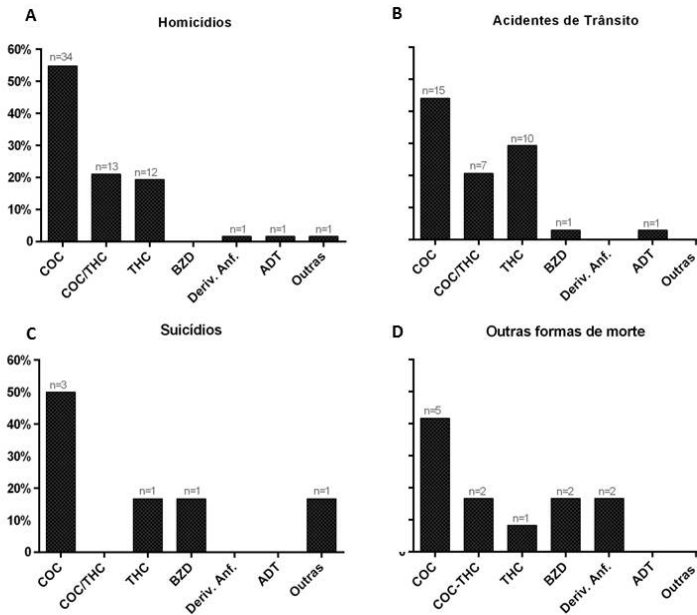 A
Homicídios
60%
50%
40%
30%
20%
10%
0
n=34
n=13
n=12
n=1
n=1
n=1
COC
COC/THC
THC
BZD
Deriv. Anf.
ADT
Outras
B
Acidentes de Trânsito
n=15
n=7
n=10
n=1
n=1
COC
COC/THC
THC
BZD
Deriv. Anf.
ADT
Outras
C
Suicídios
60%
50%
40%
30%
20%
10%
0
n=3
n=1
n=1
n=1
COC
COC/THC
THC
BZD
Deriv. Anf.
ADT
Outras
D
Outras formas de morte
n=5
n=2
n=1
n=2
n=2
COC
COC-THC
THC
BZD
Deriv. Anf.
ADT
Outras